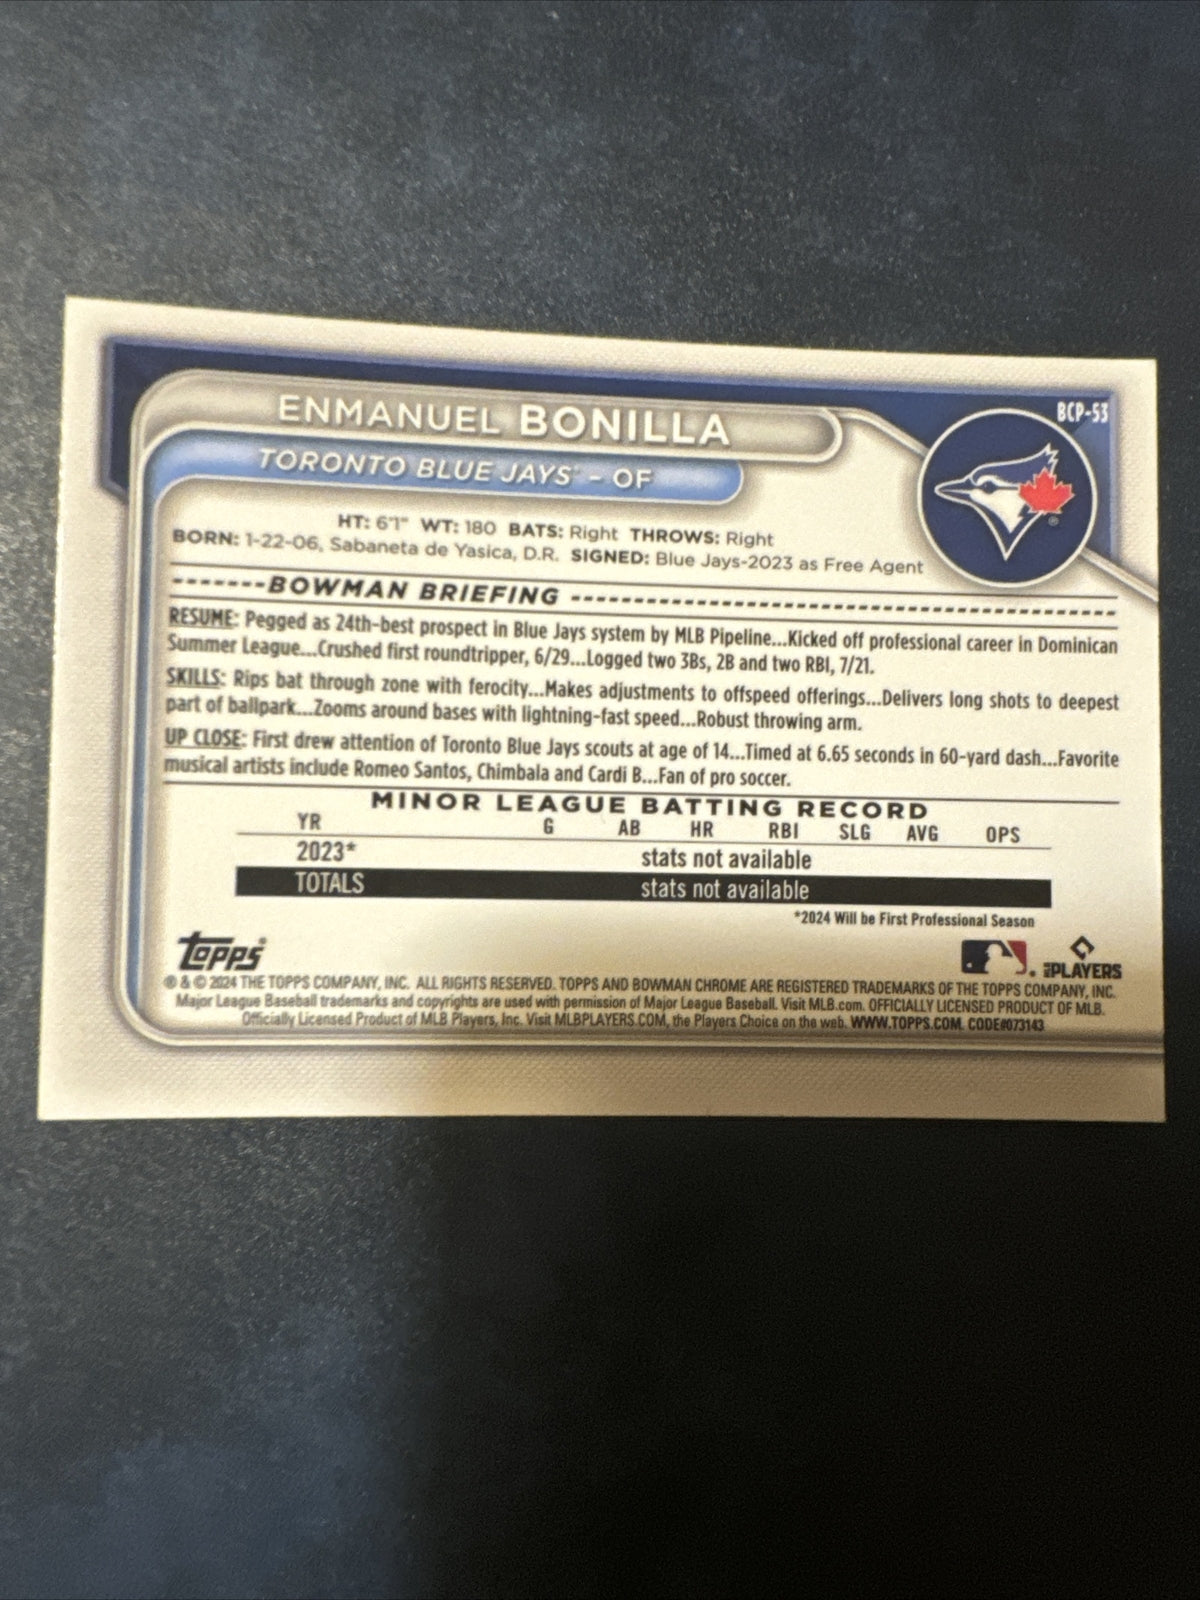 BCP-53
ENMANUEL BONILLA
TORONTO BLUE JAYS - OF
HT: 6'1" WT: 180 BATS: Right THROWS: Right
BORN: 1-22-06, Sabaneta de Yasica, D.R. SIGNED: Blue Jays-2023 as Free Agent
-------BOWMAN BRIEFING -------
RESUME: Pegged as 24th-best prospect in Blue Jays system by MLB Pipeline...Kicked off professional career in Dominican
Summer League...Crushed first roundtripper, 6/29...Logged two 3Bs, 2B and two RBI, 7/21.
SKILLS: Rips bat through zone with ferocity...Makes adjustments to offspeed offerings...Delivers long shots to deepest
part of ballpark...Zooms around bases with lightning-fast speed...Robust throwing arm.
UP CLOSE: First drew attention of Toronto Blue Jays scouts at age of 14...Timed at 6.65 seconds in 60-yard dash...Favorite
musical artists include Romeo Santos, Chimbala and Cardi B...Fan of pro soccer.
MINOR LEAGUE BATTING RECORD
YR G AB HR RBI SLG AVG OPS
2023* stats not available
TOTALS stats not available
*2024 Will be First Professional Season
Topps® MLB PLAYERS
® & © 2024 THE TOPPS COMPANY, INC. ALL RIGHTS RESERVED. TOPPS AND BOWMAN CHROME ARE REGISTERED TRADEMARKS OF THE TOPPS COMPANY, INC.
Major League Baseball trademarks and copyrights are used with permission of Major League Baseball. Visit MLB.com. OFFICIALLY LICENSED PRODUCT OF MLB.
Officially Licensed Product of MLB Players, Inc. Visit MLBPLAYERS.COM, the Players Choice on the web. WWW.TOPPS.COM. CODE#073143